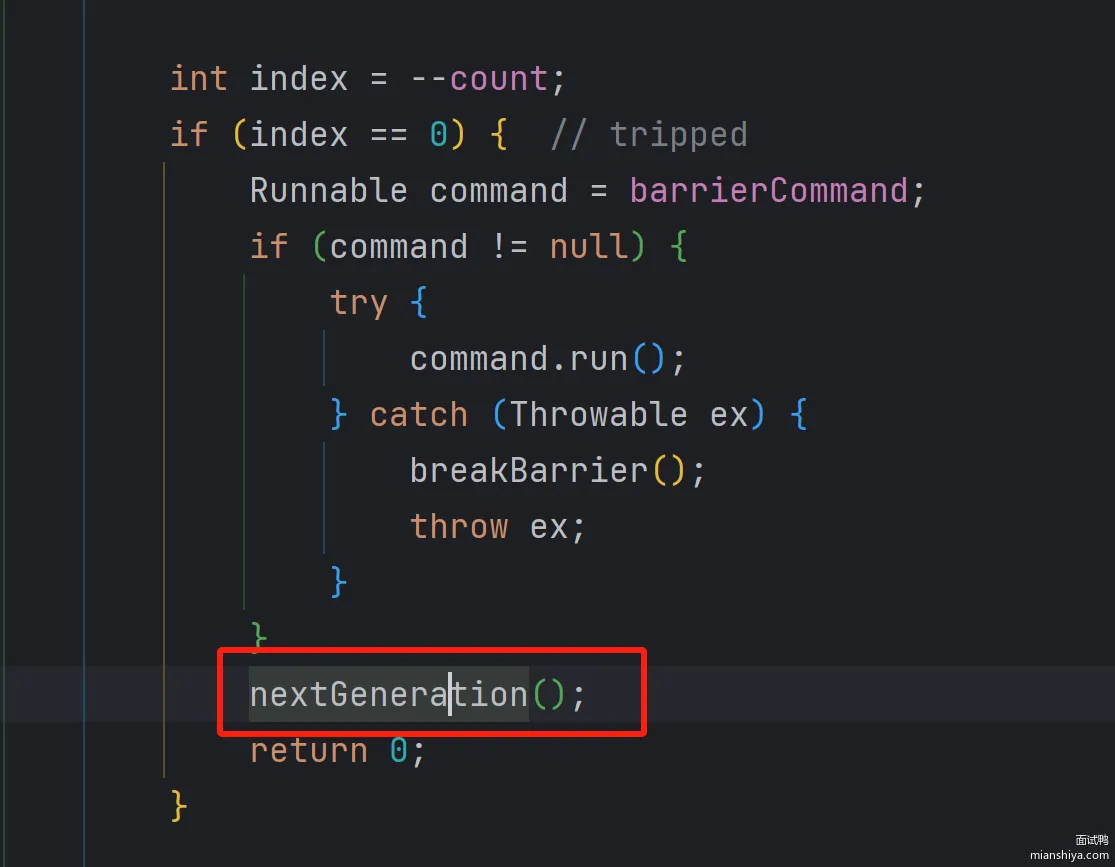 int index = --count;
if (index == 0) {  // tripped
    Runnable command = barrierCommand;
    if (command != null) {
        try {
            command.run();
        } catch (Throwable ex) {
            breakBarrier();
            throw ex;
        }
    }
    nextGeneration();
    return 0;
}
面试鸭
mianshiya.com